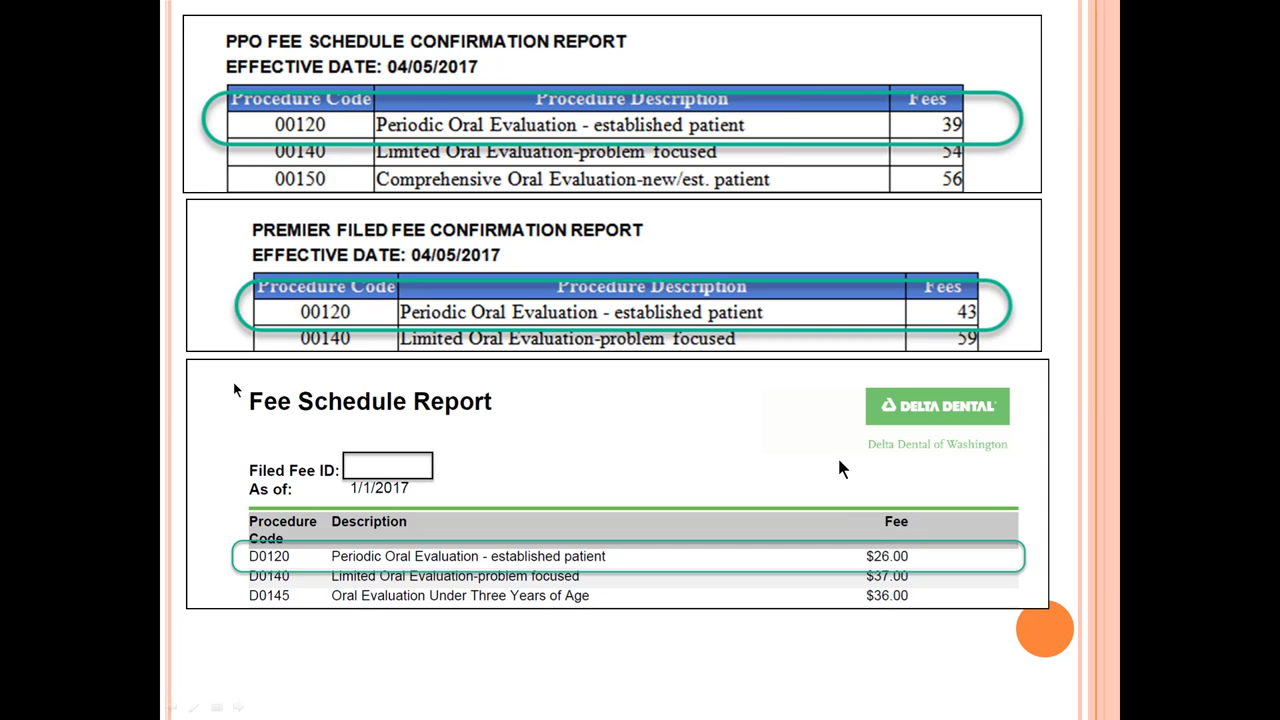 PPO FEE SCHEDULE CONFIRMATION REPORT
EFFECTIVE DATE: 04/05/2017
Procedure Code Procedure Description Fees
00120 Periodic Oral Evaluation - established patient 39
00140 Limited Oral Evaluation-problem focused 54
00150 Comprehensive Oral Evaluation-new/est. patient 56
PREMIER FILED FEE CONFIRMATION REPORT
EFFECTIVE DATE: 04/05/2017
Procedure Code Procedure Description Fees
00120 Periodic Oral Evaluation - established patient 43
00140 Limited Oral Evaluation-problem focused 59
Fee Schedule Report
DELTA DENTAL
Delta Dental of Washington
Filed Fee ID:
As of: 1/1/2017
Procedure Description Fee
Code
D0120 Periodic Oral Evaluation - established patient $26.00
D0140 Limited Oral Evaluation-problem focused $37.00
D0145 Oral Evaluation Under Three Years of Age $36.00